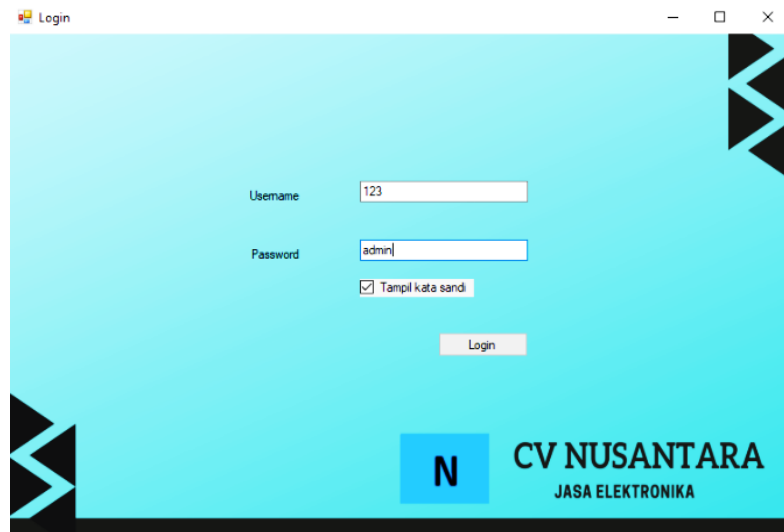 Login
Username
123
Password
admin
Tampil kata sandi
Login
N
CV NUSANTARA
JASA ELEKTRONIKA